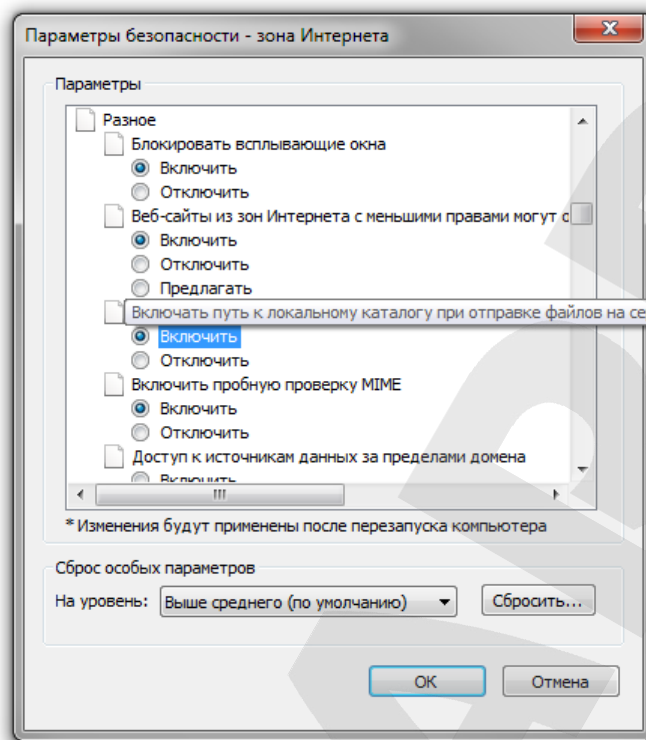 Параметры безопасности - зона Интернета
Параметры
Разное
Блокировать всплывающие окна
Включить
Отключить
Веб-сайты из зон Интернета с меньшими правами могут о
Включить
Отключить
Предлагать
Включать путь к локальному каталогу при отправке файлов на се
Включить
Отключить
Включить пробную проверку MIME
Включить
Отключить
Доступ к источникам данных за пределами домена
Включить
* Изменения будут применены после перезапуска компьютера
Сброс особых параметров
На уровень: Выше среднего (по умолчанию) Сбросить...
ОК Отмена